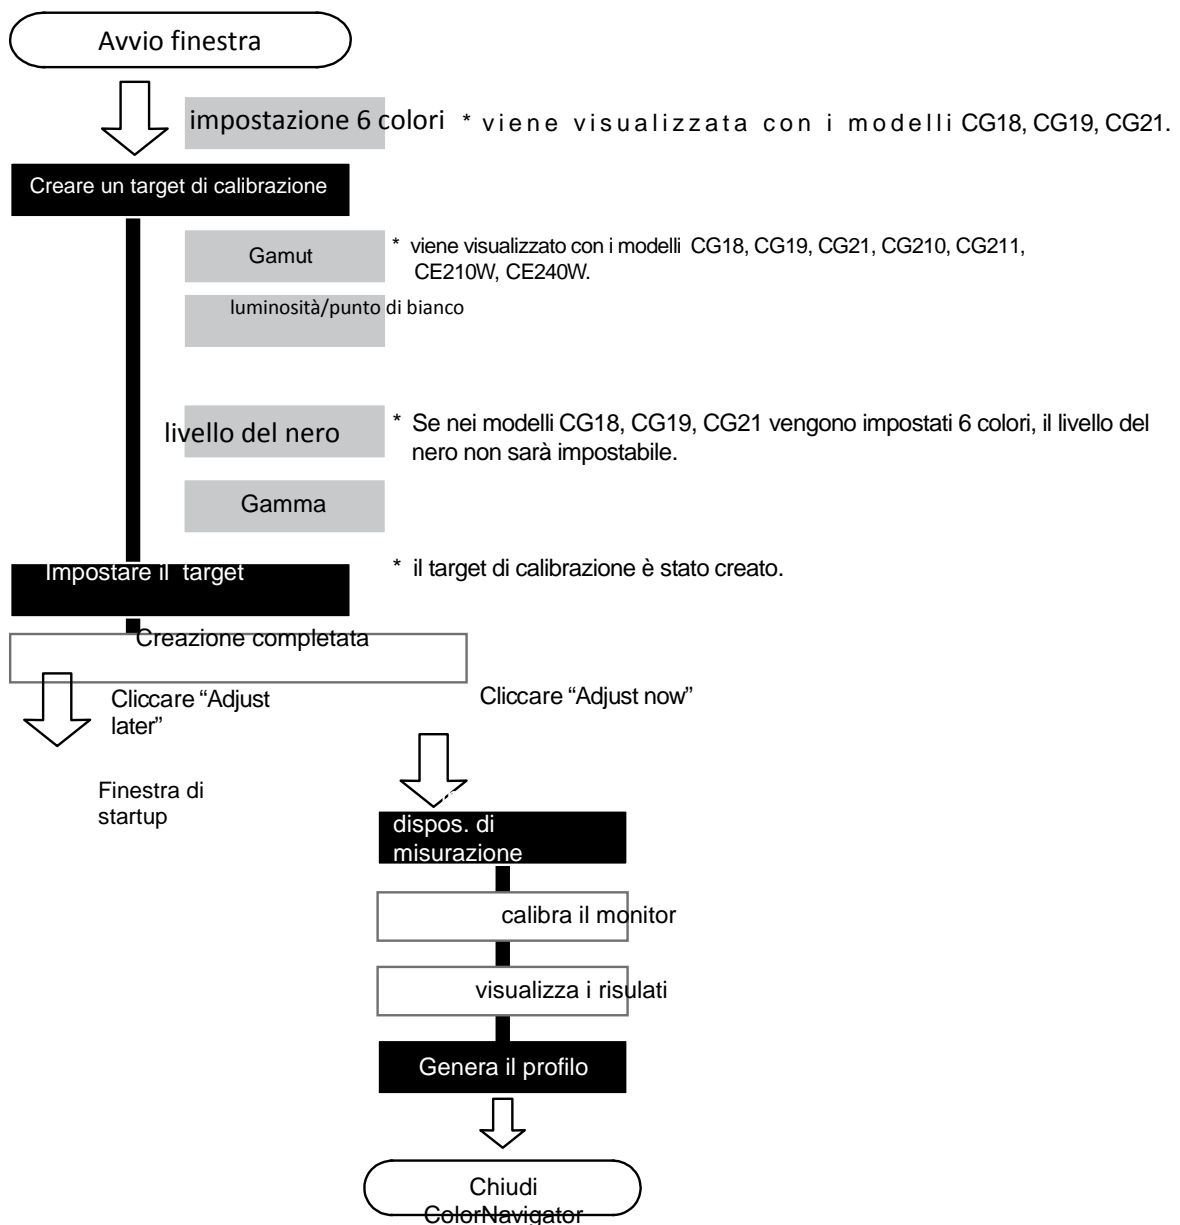 Avvio finestra
impostazione 6 colori * viene visualizzata con i modelli CG18, CG19, CG21.
Creare un target di calibrazione
Gamut
* viene visualizzato con i modelli CG18, CG19, CG21, CG210, CG211,
CE210W, CE240W.
luminosità/punto di bianco
livello del nero
* Se nei modelli CG18, CG19, CG21 vengono impostati 6 colori, il livello del
nero non sarà impostabile.
Gamma
Impostare il target
* il target di calibrazione è stato creato.
Creazione completata
Cliccare “Adjust
later”
Cliccare “Adjust now”
Finestra di
startup
dispos. di
misurazione
calibra il monitor
visualizza i risulati
Genera il profilo
Chiudi
ColorNavigator